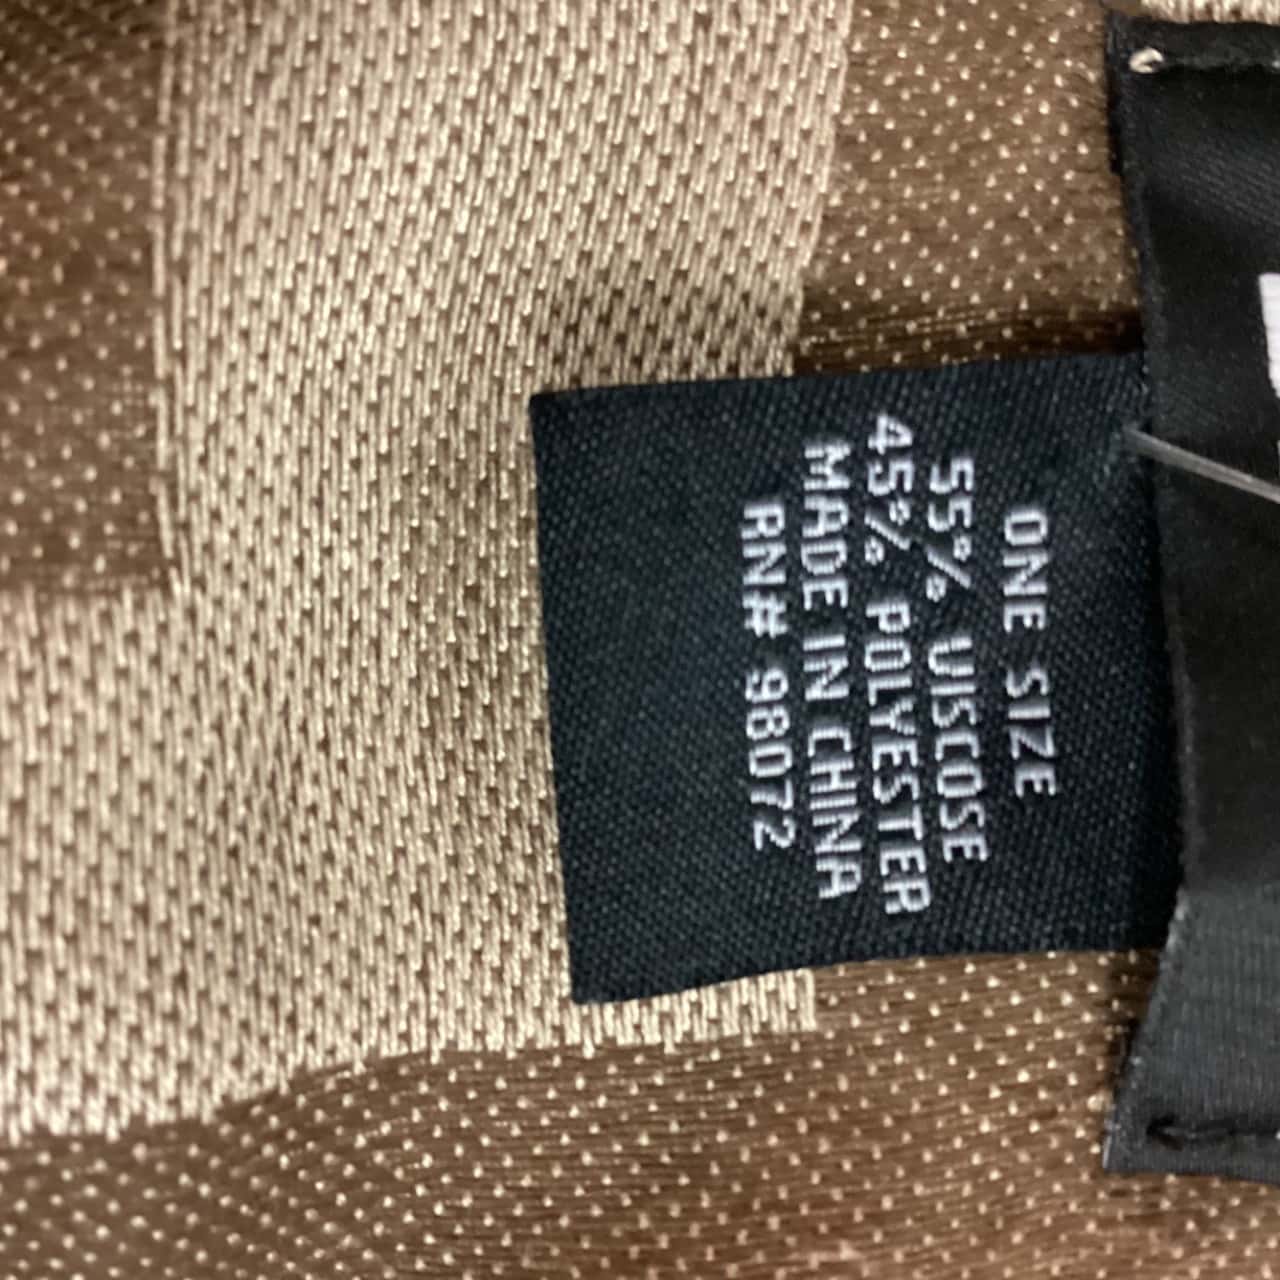 ONE SIZE
55% VISCOSE
45% POLYESTER
MADE IN CHINA
RN# 98072